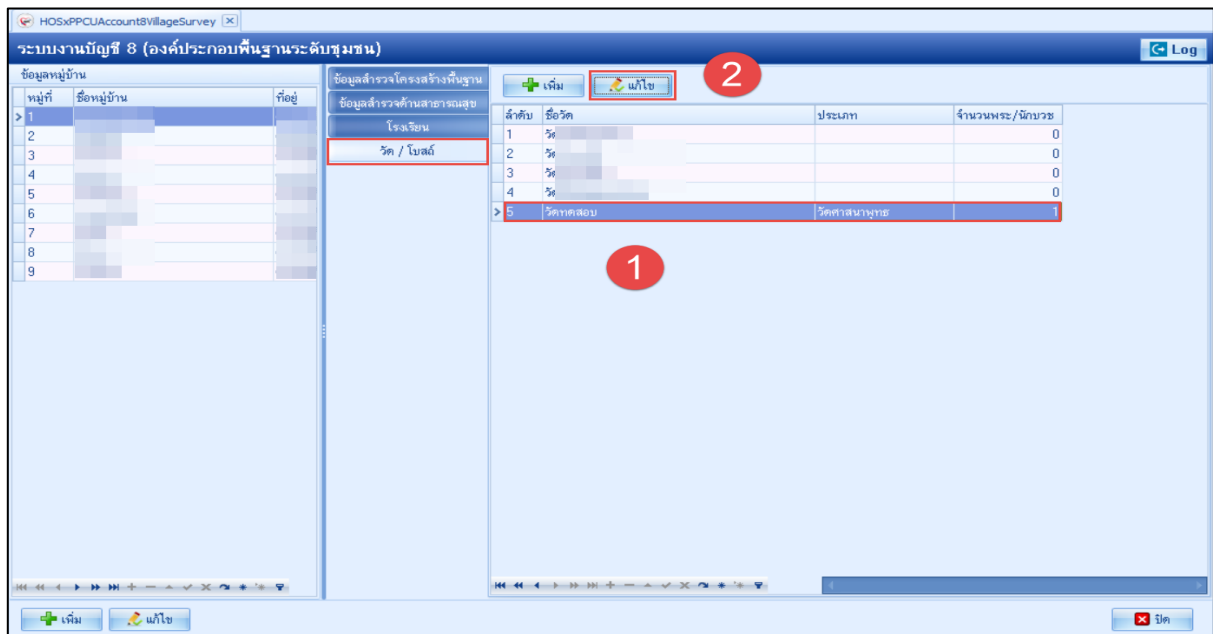 HOSxPPCUAccount8VillageSurvey
ระบบงานบัญชี 8 (องค์ประกอบพื้นฐานระดับชุมชน)
Log
ข้อมูลหมู่บ้าน
หมู่ที่ ชื่อหมู่บ้าน ที่อยู่
1
2
3
4
5
6
7
8
9
ข้อมูลสำรวจโครงสร้างพื้นฐาน
ข้อมูลสำรวจด้านสาธารณสุข
โรงเรียน
วัด / โบสถ์
เพิ่ม แก้ไข
2
ลำดับ ชื่อวัด ประเภท จำนวนพระ/นักบวช
1 0
2 0
3 0
4 0
5 วัดทดสอบ วัดศาสนาพุทธ 1
1
เพิ่ม แก้ไข
ปิด